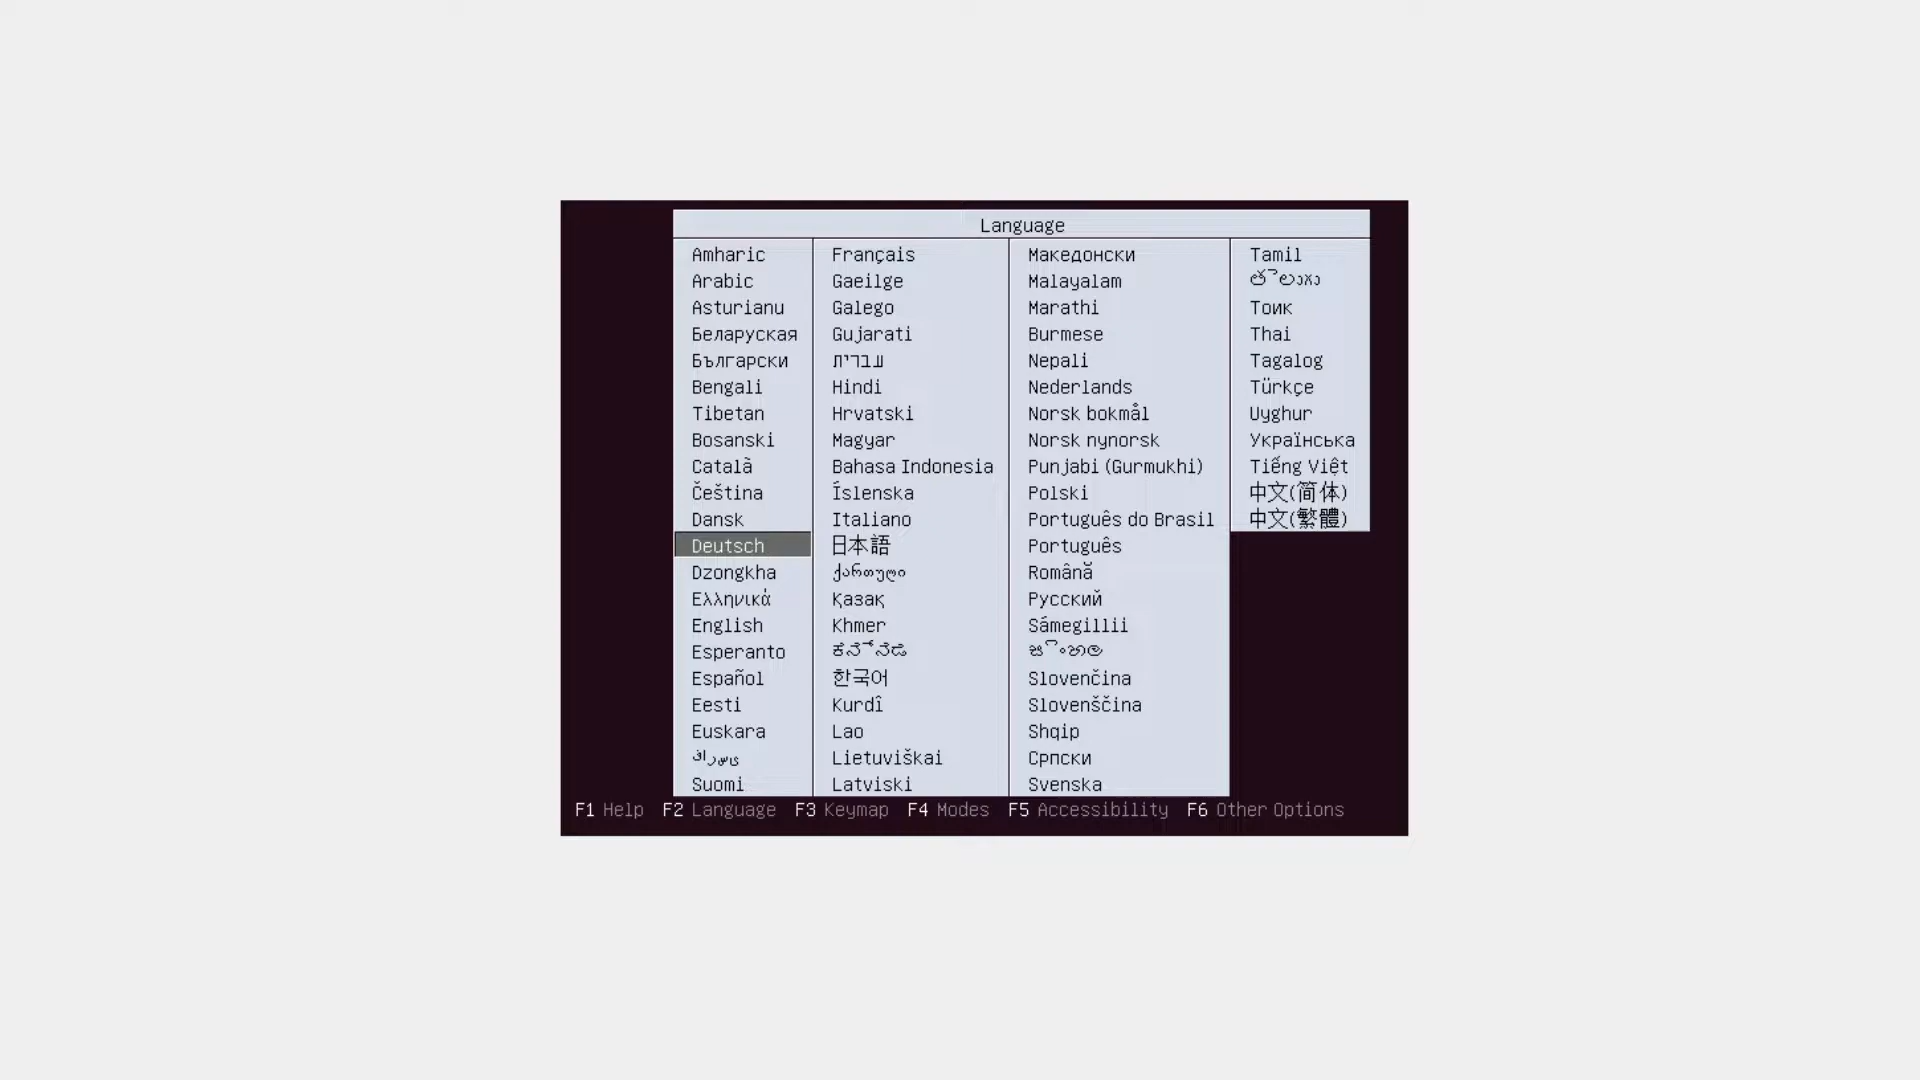 Language
Amharic
Arabic
Asturianu
Беларуская
Български
Bengali
Tibetan
Bosanski
Català
Čeština
Dansk
Deutsch
Dzongkha
Ελληνικά
English
Esperanto
Español
Eesti
Euskara
ىسراف
Suomi
Français
Gaeilge
Galego
Gujarati
עברית
Hindi
Hrvatski
Magyar
Bahasa Indonesia
Íslenska
Italiano
日本語
ქართული
Қазақ
Khmer
ಕನ್ನಡ
한국어
Kurdî
Lao
Lietuviškai
Latviski
Македонски
Malayalam
Marathi
Burmese
Nepali
Nederlands
Norsk bokmål
Norsk nynorsk
Punjabi (Gurmukhi)
Polski
Português do Brasil
Português
Română
Русский
Sámegillii
සිංහල
Slovenčina
Slovenščina
Shqip
Српски
Svenska
Tamil
తెలుగు
Тоик
Thai
Tagalog
Türkçe
Uyghur
Українська
Tiếng Việt
中文(简体)
中文(繁體)
F1 Help F2 Language F3 Keymap F4 Modes F5 Accessibility F6 Other Options